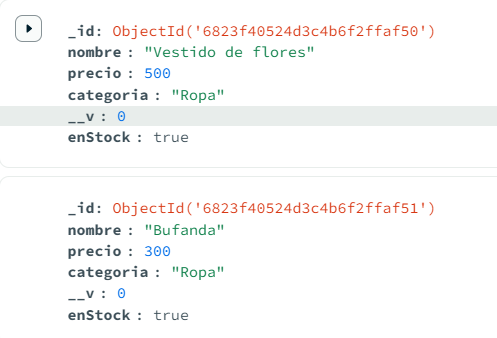 _id: ObjectId('6823f40524d3c4b6f2ffaf50')
nombre : "Vestido de flores"
precio : 500
categoria : "Ropa"
__v : 0
enStock : true
_id: ObjectId('6823f40524d3c4b6f2ffaf51')
nombre : "Bufanda"
precio : 300
categoria : "Ropa"
__v : 0
enStock : true